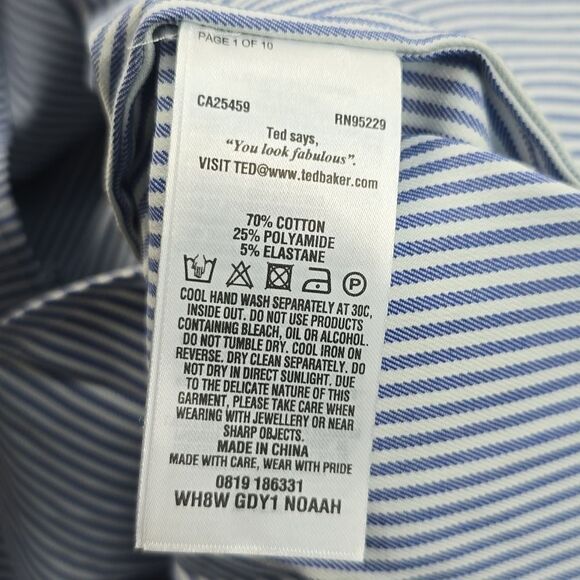 PAGE 1 OF 10
CA25459 RN95229
Ted says,
"You look fabulous".
VISIT TED@www.tedbaker.com
70% COTTON
25% POLYAMIDE
5% ELASTANE
P
COOL HAND WASH SEPARATELY AT 30C,
INSIDE OUT. DO NOT USE PRODUCTS
CONTAINING BLEACH, OIL OR ALCOHOL.
DO NOT TUMBLE DRY. COOL IRON ON
REVERSE. DRY CLEAN SEPARATELY. DO
NOT DRY IN DIRECT SUNLIGHT. DUE
TO THE DELICATE NATURE OF THIS
GARMENT, PLEASE TAKE CARE WHEN
WEARING WITH JEWELLERY OR NEAR
SHARP OBJECTS.
MADE IN CHINA
MADE WITH CARE, WEAR WITH PRIDE
0819 186331
WH8W GDY1 NOAAH